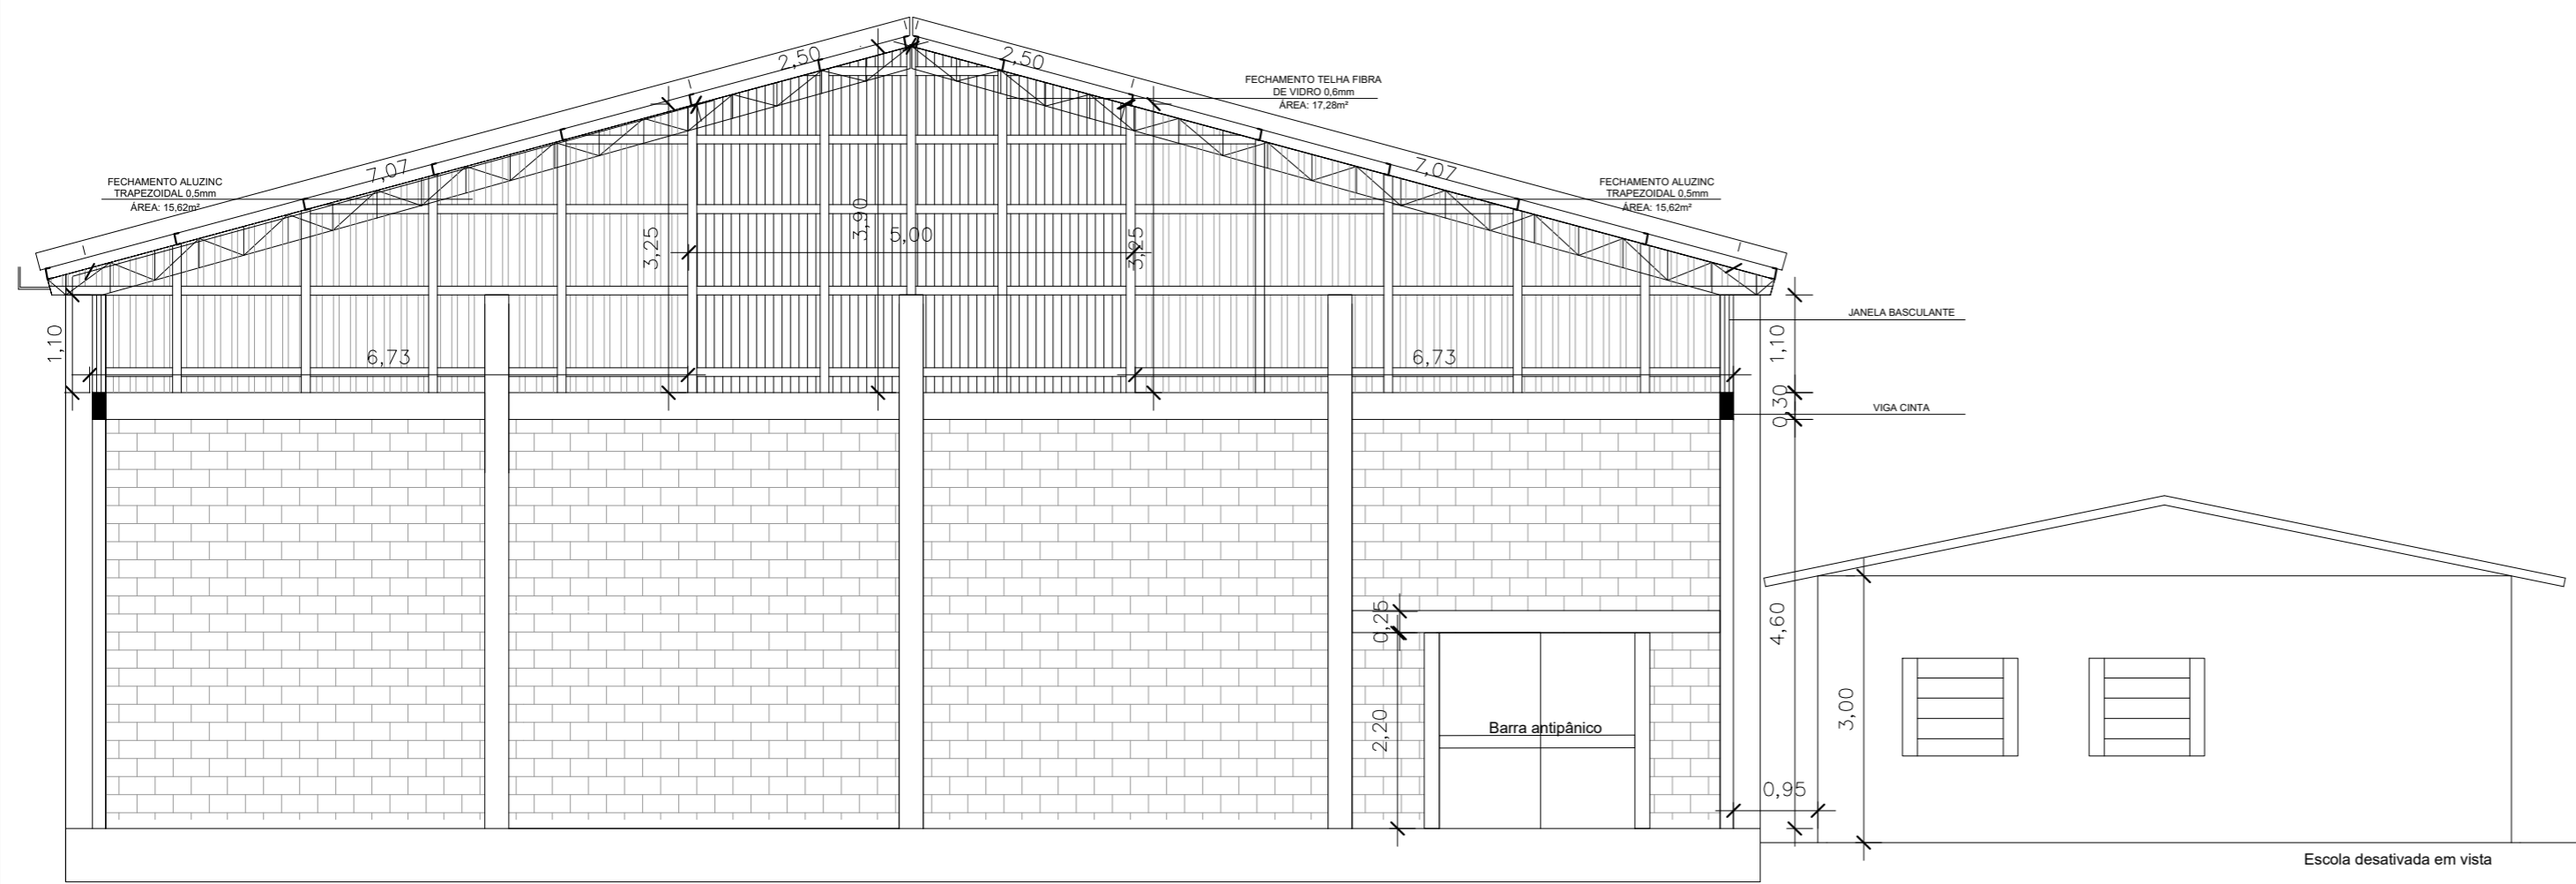 2,50
2,50
FECHAMENTO TELHA FIBRA
DE VIDRO 0,6mm
ÁREA: 17,28m²
7,07
7,07
FECHAMENTO ALUZINC
TRAPEZOIDAL 0,5mm
ÁREA: 15,62m²
FECHAMENTO ALUZINC
TRAPEZOIDAL 0,5mm
ÁREA: 15,62m²
3,25
3,90
5,00
3,25
JANELA BASCULANTE
1,10
6,73
6,73
1,10
0,30
VIGA CINTA
0,25
4,60
2,20
Barra antipânico
3,00
0,95
Escola desativada em vista